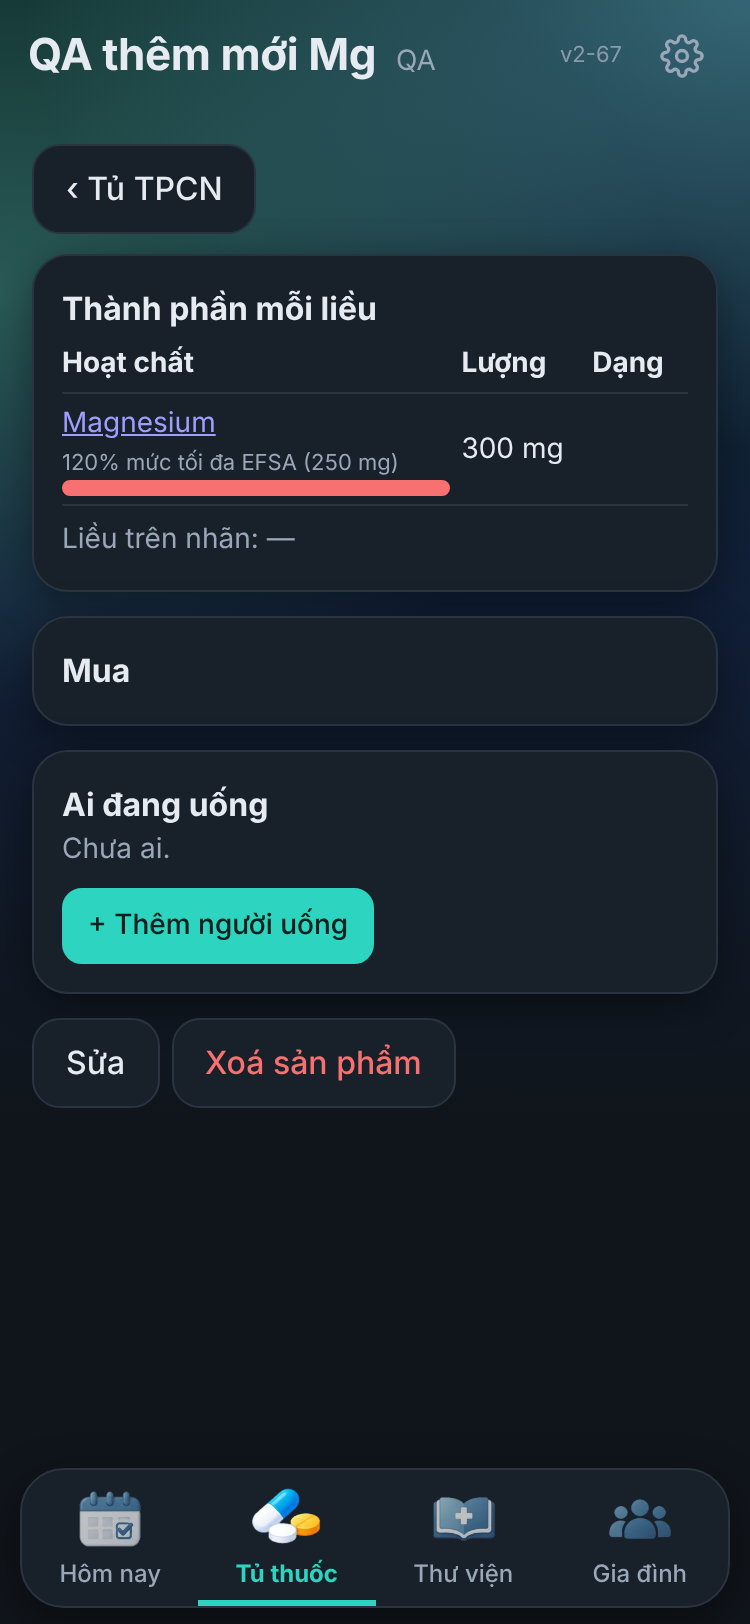 QA thêm mới Mg QA v2-67
‹ Tủ TPCN
Thành phần mỗi liều
Hoạt chất Lượng Dạng
Magnesium
120% mức tối đa EFSA (250 mg)
300 mg
Liều trên nhãn: —
Mua
Ai đang uống
Chưa ai.
+ Thêm người uống
Sửa Xoá sản phẩm
Hôm nay Tủ thuốc Thư viện Gia đình